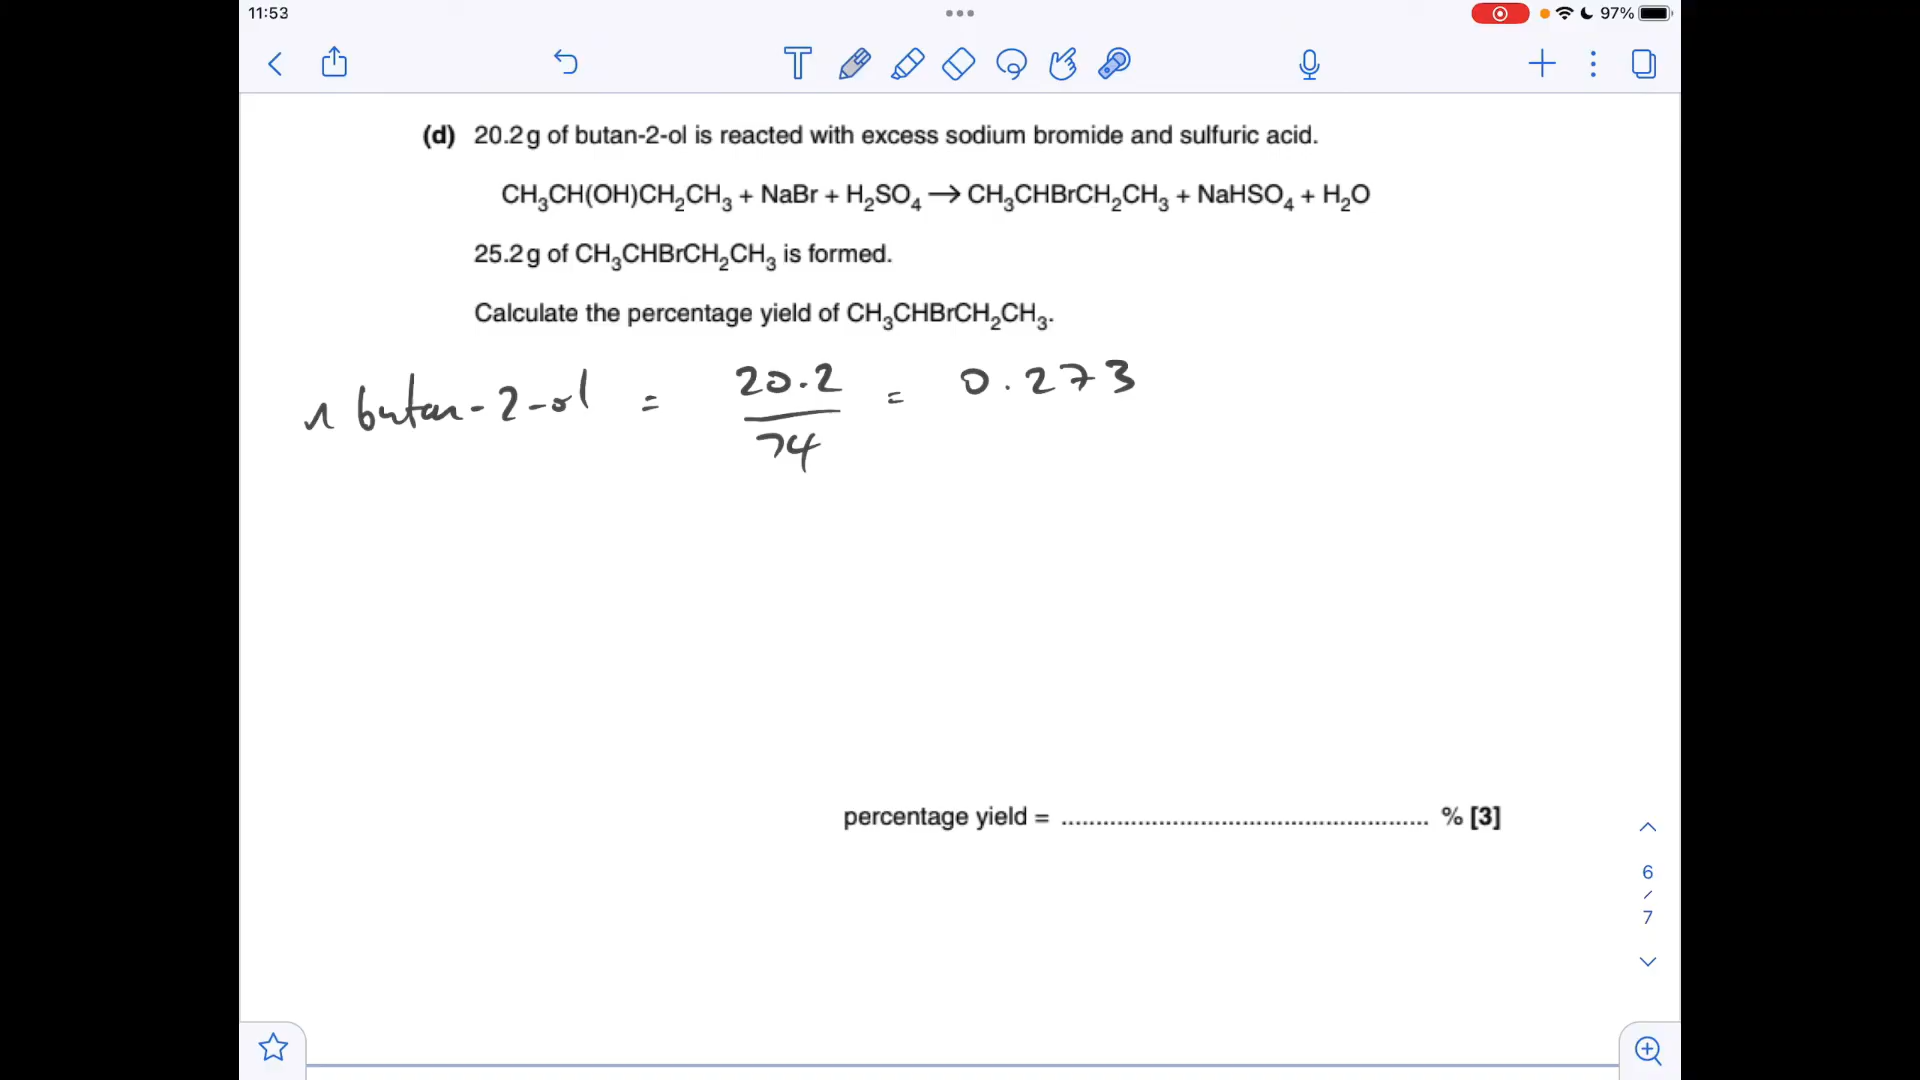 11:53
97%
(d) 20.2 g of butan-2-ol is reacted with excess sodium bromide and sulfuric acid.
CH₃CH(OH)CH₂CH₃ + NaBr + H₂SO₄ → CH₃CHBrCH₂CH₃ + NaHSO₄ + H₂O
25.2 g of CH₃CHBrCH₂CH₃ is formed.
Calculate the percentage yield of CH₃CHBrCH₂CH₃.
n butan-2-ol = 20.2/74 = 0.273
percentage yield = ..................................................... % [3]
6
/
7